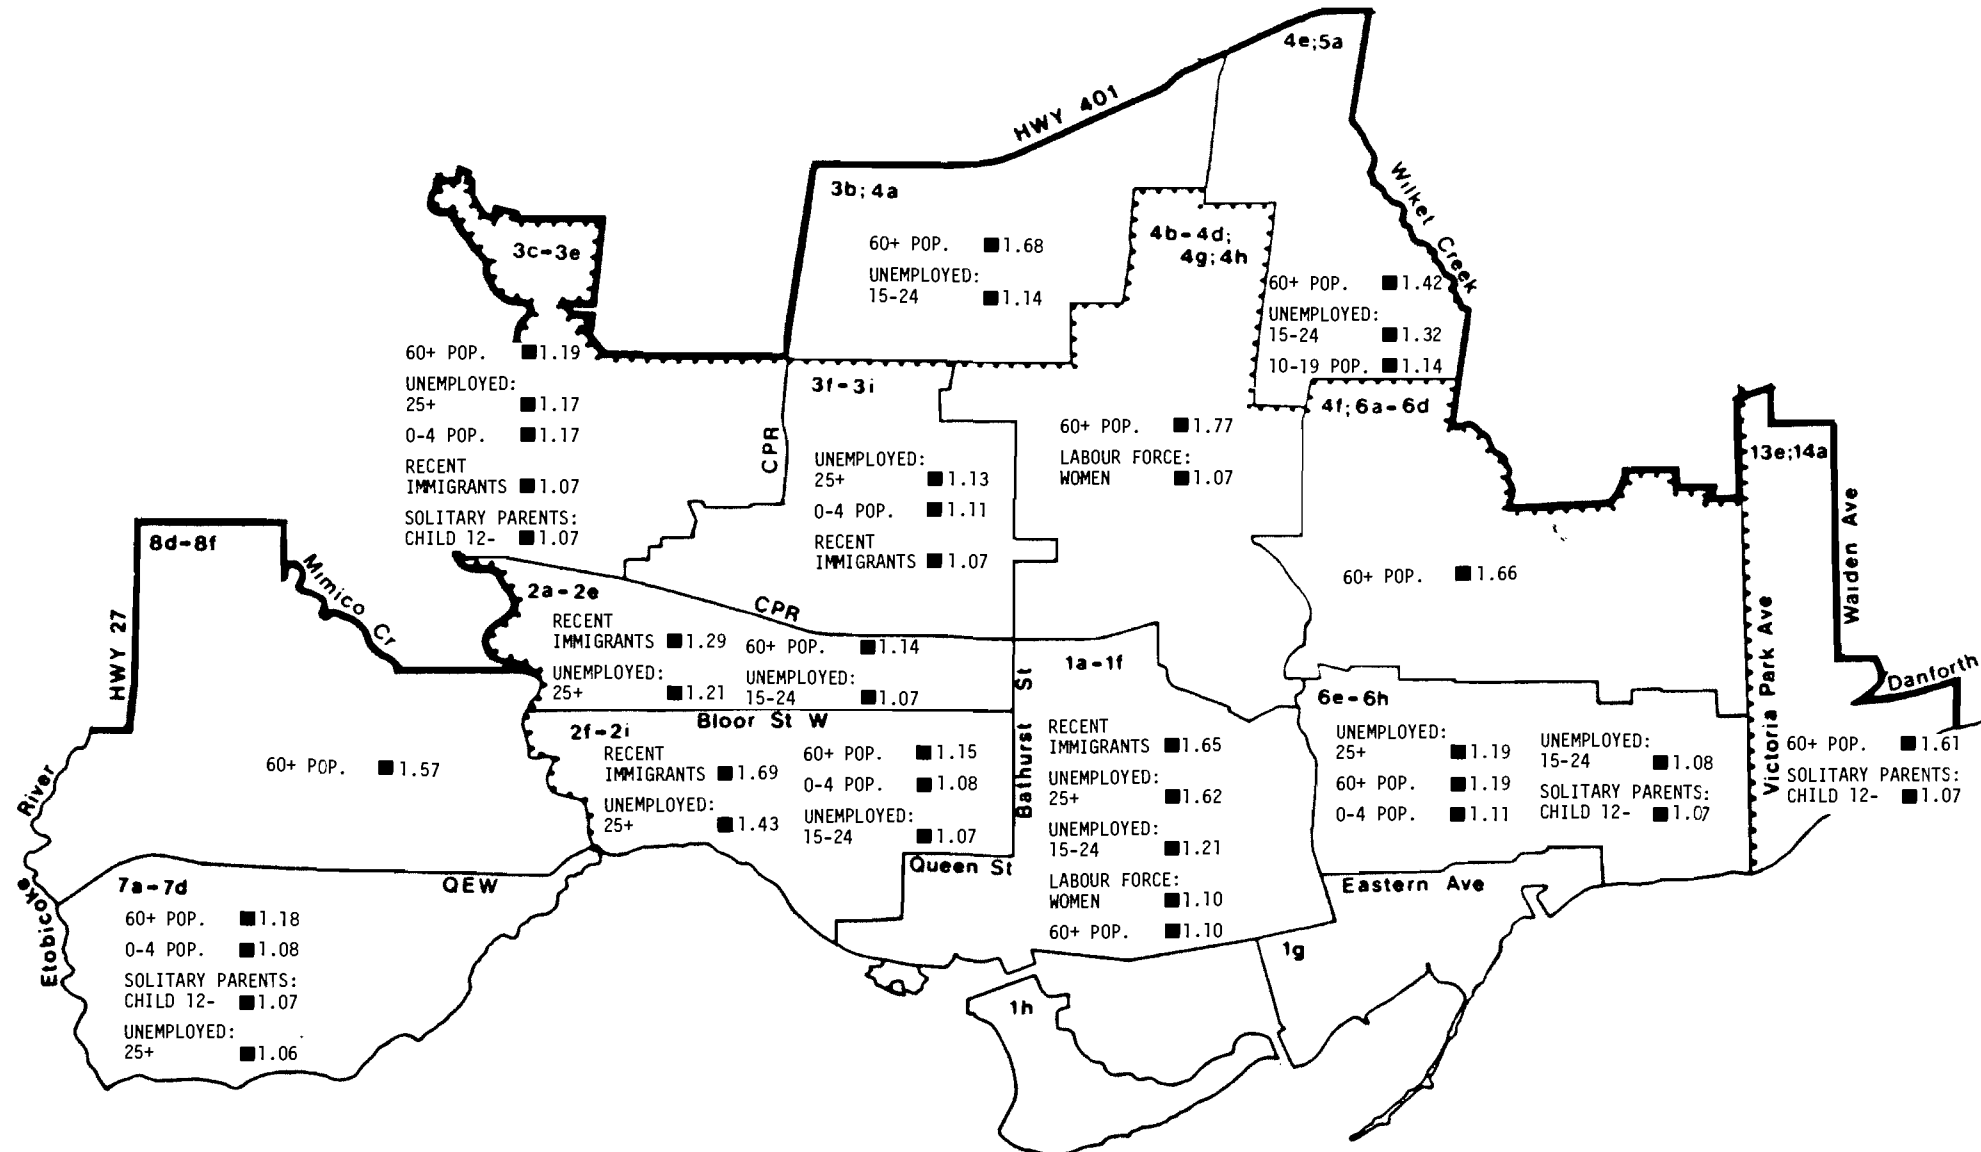 4e;5a
HWY 401
Wilket Creek
3b;4a
60+ POP. ■1.68
UNEMPLOYED:
15-24 ■1.14
4b-4d;
4g;4h
60+ POP. ■1.77
LABOUR FORCE:
WOMEN ■1.07
60+ POP. ■1.42
UNEMPLOYED:
15-24 ■1.32
10-19 POP. ■1.14
3c-3e
60+ POP. ■1.19
UNEMPLOYED:
25+ ■1.17
0-4 POP. ■1.17
RECENT
IMMIGRANTS ■1.07
SOLITARY PARENTS:
CHILD 12- ■1.07
CPR
3f-3i
UNEMPLOYED:
25+ ■1.13
0-4 POP. ■1.11
RECENT
IMMIGRANTS ■1.07
4f;6a-6d
60+ POP. ■1.66
13e;14a
Walden Ave
Victoria Park Ave
Danforth
60+ POP. ■1.61
SOLITARY PARENTS:
CHILD 12- ■1.07
8d-8f
HWY 27
Mimico Cr
60+ POP. ■1.57
2a-2e
CPR
RECENT
IMMIGRANTS ■1.29
UNEMPLOYED:
25+ ■1.21
60+ POP. ■1.14
UNEMPLOYED:
15-24 ■1.07
Bloor St W
2f-2i
RECENT
IMMIGRANTS ■1.69
UNEMPLOYED:
25+ ■1.43
60+ POP. ■1.15
0-4 POP. ■1.08
UNEMPLOYED:
15-24 ■1.07
Queen St
Bathurst St
1a-1f
RECENT
IMMIGRANTS ■1.65
UNEMPLOYED:
25+ ■1.62
UNEMPLOYED:
15-24 ■1.21
LABOUR FORCE:
WOMEN ■1.10
60+ POP. ■1.10
6e-6h
UNEMPLOYED:
25+ ■1.19
60+ POP. ■1.19
0-4 POP. ■1.11
UNEMPLOYED:
15-24 ■1.08
SOLITARY PARENTS:
CHILD 12- ■1.07
Eastern Ave
Etobicoke River
QEW
7a-7d
60+ POP. ■1.18
0-4 POP. ■1.08
SOLITARY PARENTS:
CHILD 12- ■1.07
UNEMPLOYED:
25+ ■1.06
1g
1h